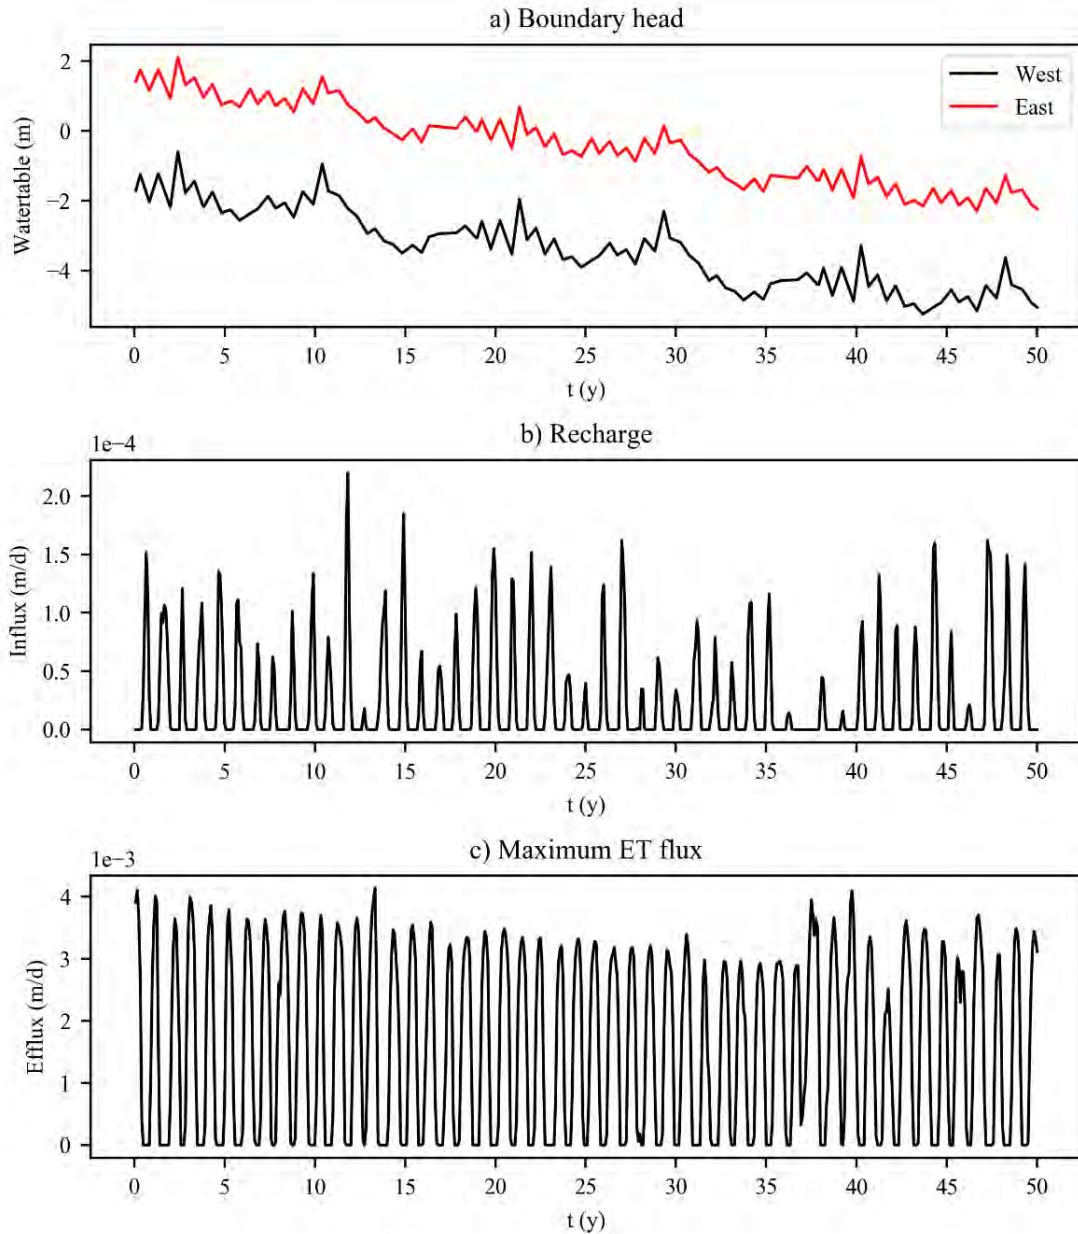 a) Boundary head
2
0
−2
−4
Watertable (m)
West
East
0 5 10 15 20 25 30 35 40 45 50
t (y)
b) Recharge
1e−4
2.0
1.5
1.0
0.5
0.0
Influx (m/d)
0 5 10 15 20 25 30 35 40 45 50
t (y)
c) Maximum ET flux
1e−3
4
3
2
1
0
Efflux (m/d)
0 5 10 15 20 25 30 35 40 45 50
t (y)